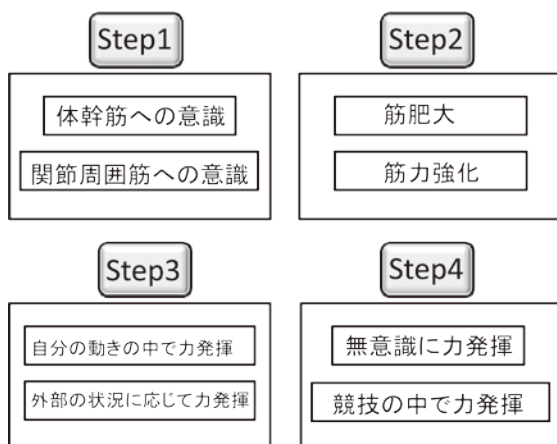 Step1
体幹筋への意識
関節周囲筋への意識
Step2
筋肥大
筋力強化
Step3
自分の動きの中で力発揮
外部の状況に応じて力発揮
Step4
無意識に力発揮
競技の中で力発揮